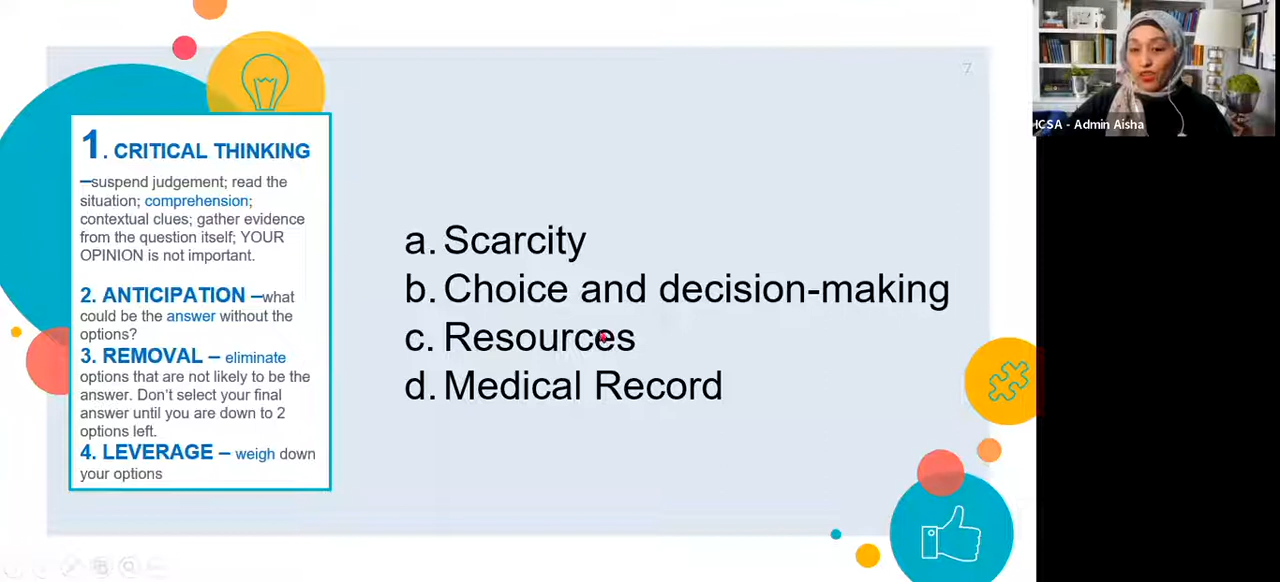 7
1. CRITICAL THINKING
—suspend judgement; read the
situation; comprehension;
contextual clues; gather evidence
from the question itself; YOUR
OPINION is not important.
2. ANTICIPATION —what
could be the answer without the
options?
3. REMOVAL – eliminate
options that are not likely to be the
answer. Don't select your final
answer until you are down to 2
options left.
4. LEVERAGE – weigh down
your options
a. Scarcity
b. Choice and decision-making
c. Resources
d. Medical Record
ICSA - Admin Aisha